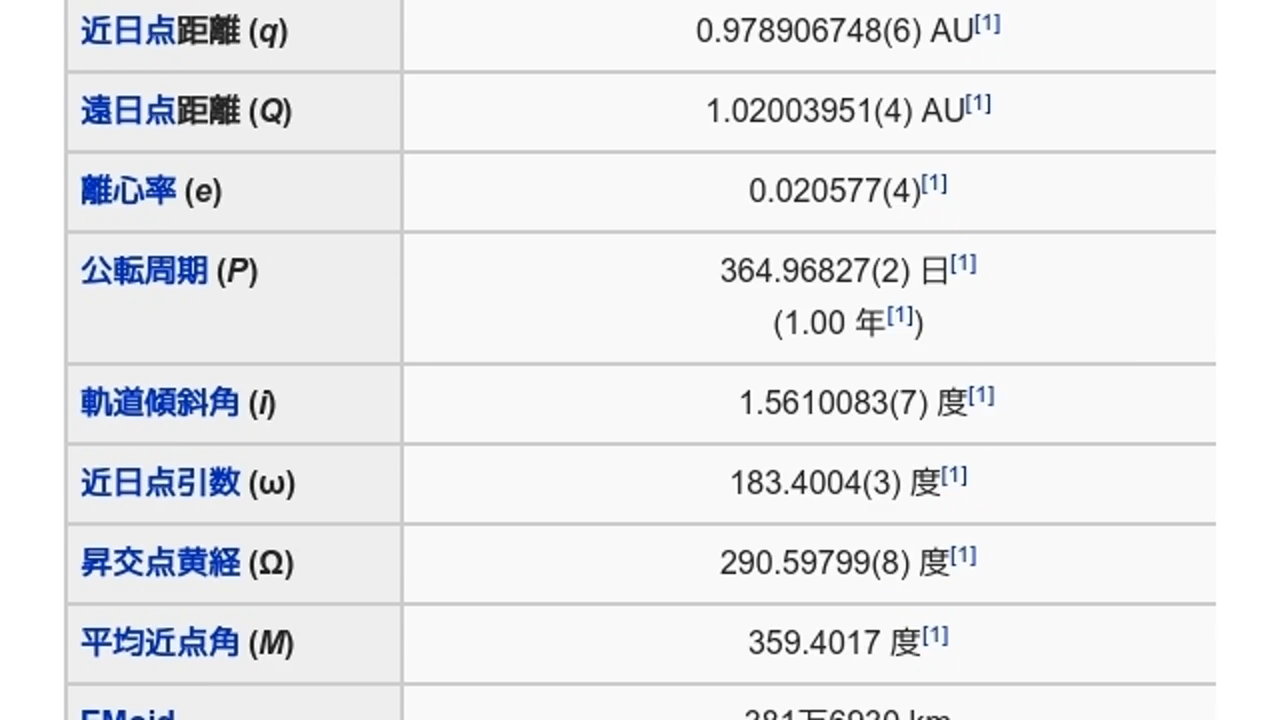 近日点距離 (q) 0.978906748(6) AU[1]
遠日点距離 (Q) 1.02003951(4) AU[1]
離心率 (e) 0.020577(4)[1]
公転周期 (P) 364.96827(2) 日[1]
(1.00 年[1])
軌道傾斜角 (i) 1.5610083(7) 度[1]
近日点引数 (ω) 183.4004(3) 度[1]
昇交点黄経 (Ω) 290.59799(8) 度[1]
平均近点角 (M) 359.4017 度[1]